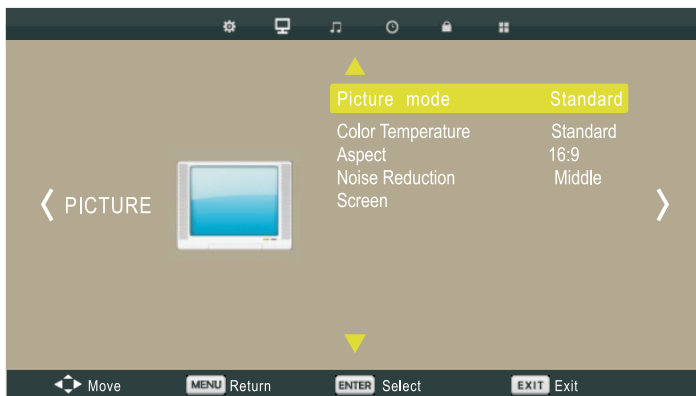 Picture mode Standard
Color Temperature Standard
Aspect 16:9
Noise Reduction Middle
Screen
PICTURE
Move MENU Return ENTER Select EXIT Exit